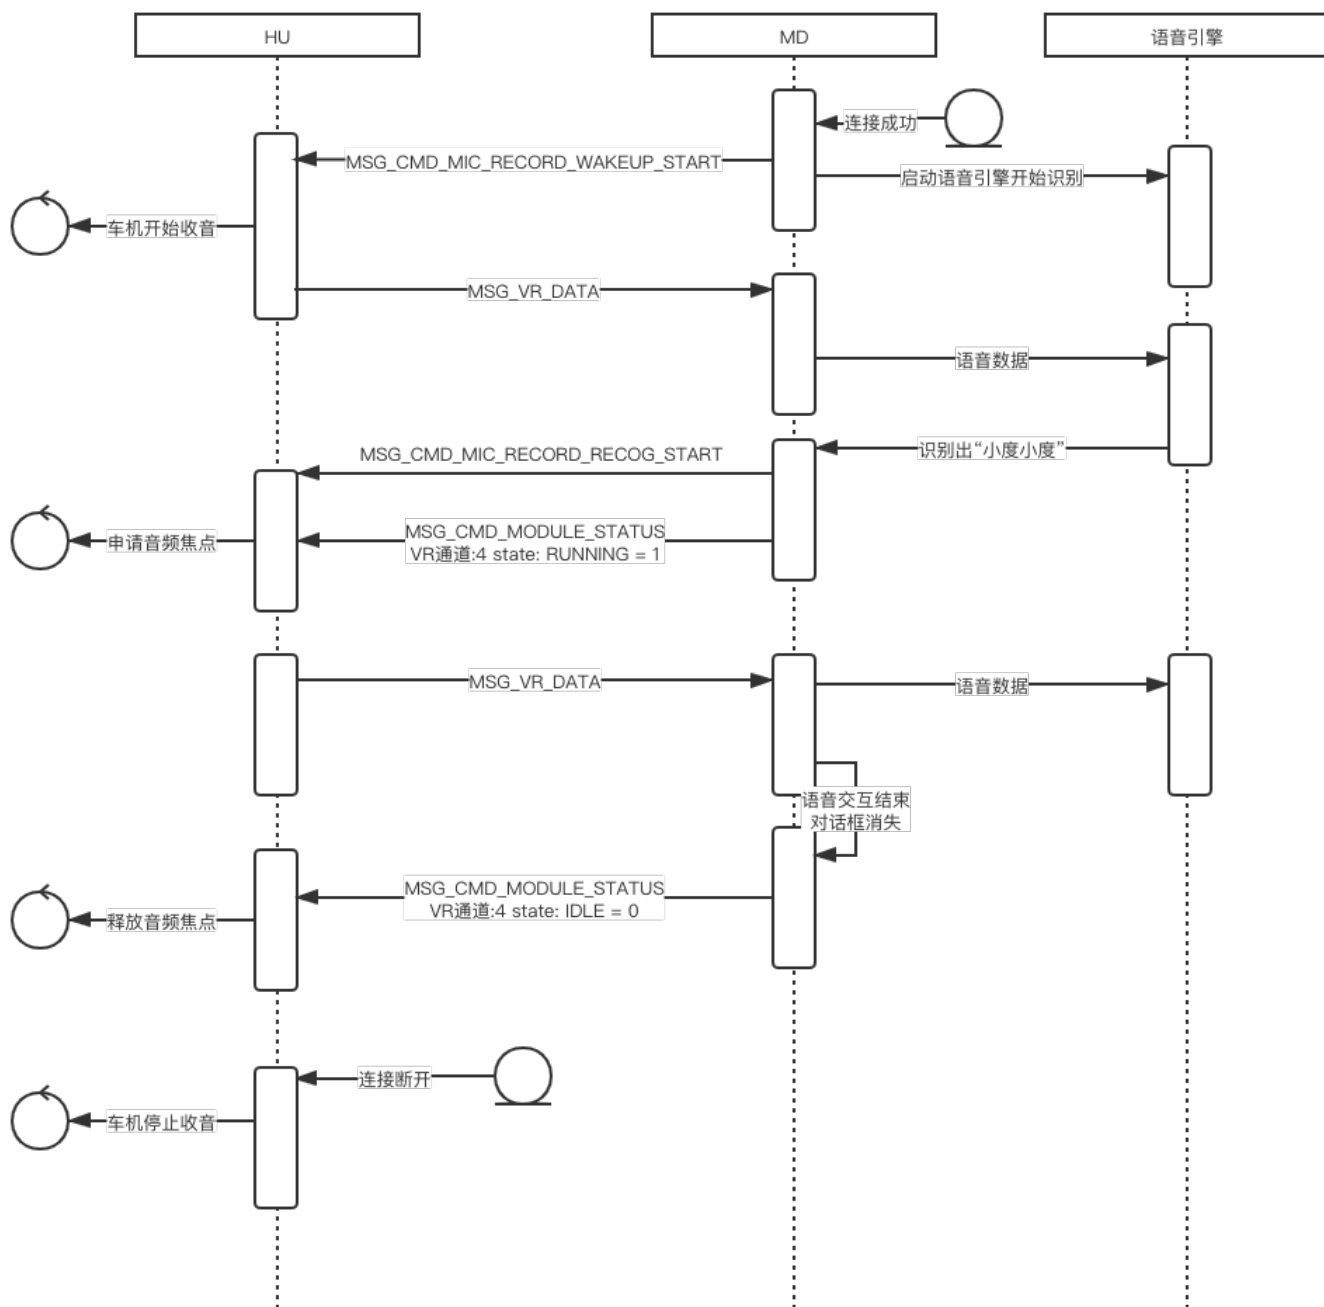 HU
MD
语音引擎
连接成功
MSG_CMD_MIC_RECORD_WAKEUP_START
启动语音引擎开始识别
车机开始收音
MSG_VR_DATA
语音数据
识别出“小度小度”
MSG_CMD_MIC_RECORD_RECOG_START
MSG_CMD_MODULE_STATUS
VR通道:4 state: RUNNING = 1
申请音频焦点
MSG_VR_DATA
语音数据
语音交互结束
对话框消失
MSG_CMD_MODULE_STATUS
VR通道:4 state: IDLE = 0
释放音频焦点
连接断开
车机停止收音